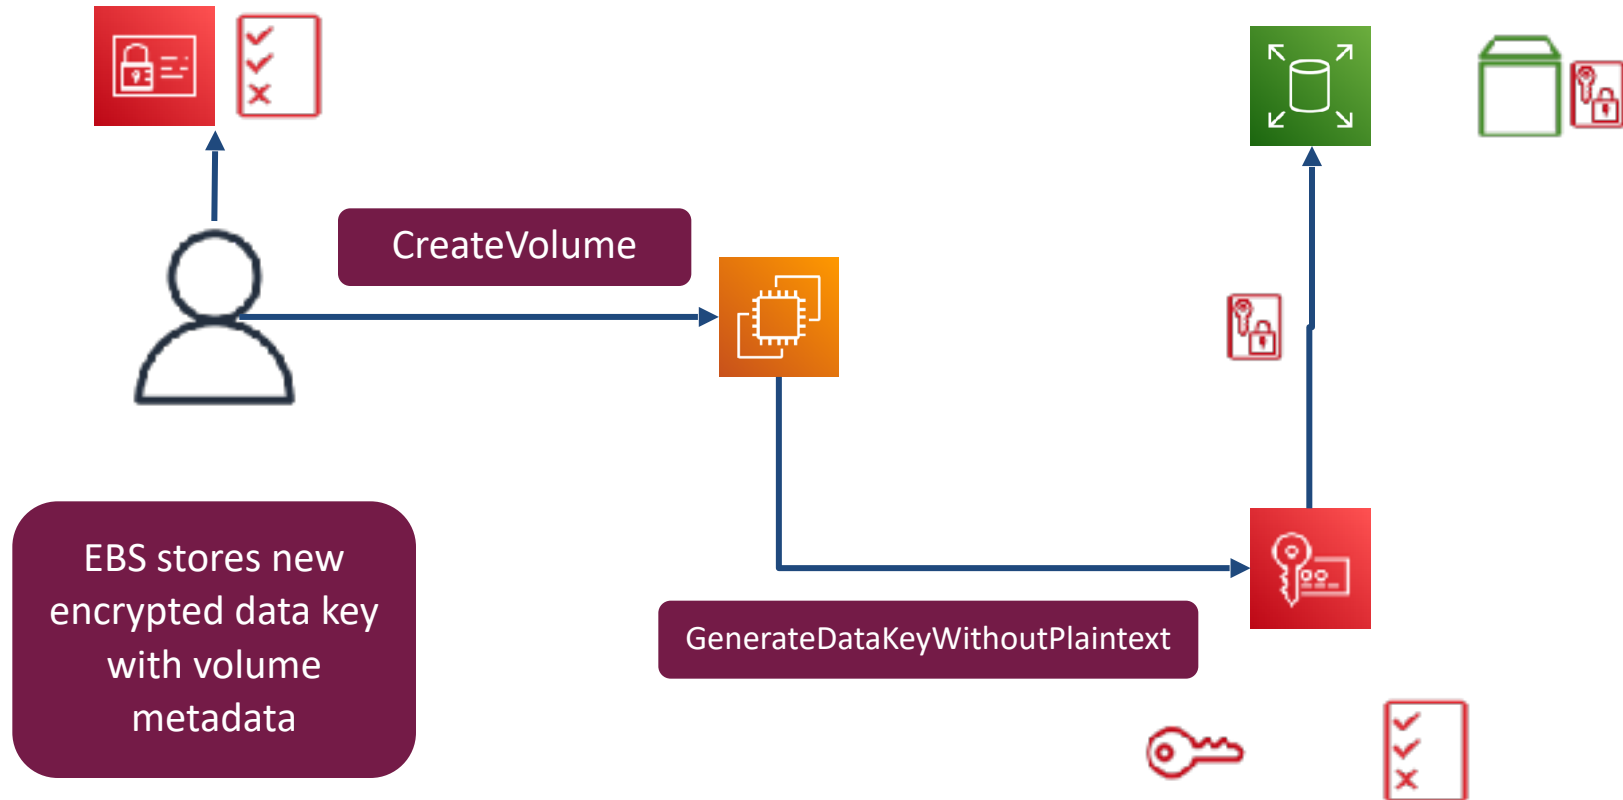 CreateVolume
EBS stores new
encrypted data key
with volume
metadata
GenerateDataKeyWithoutPlaintext